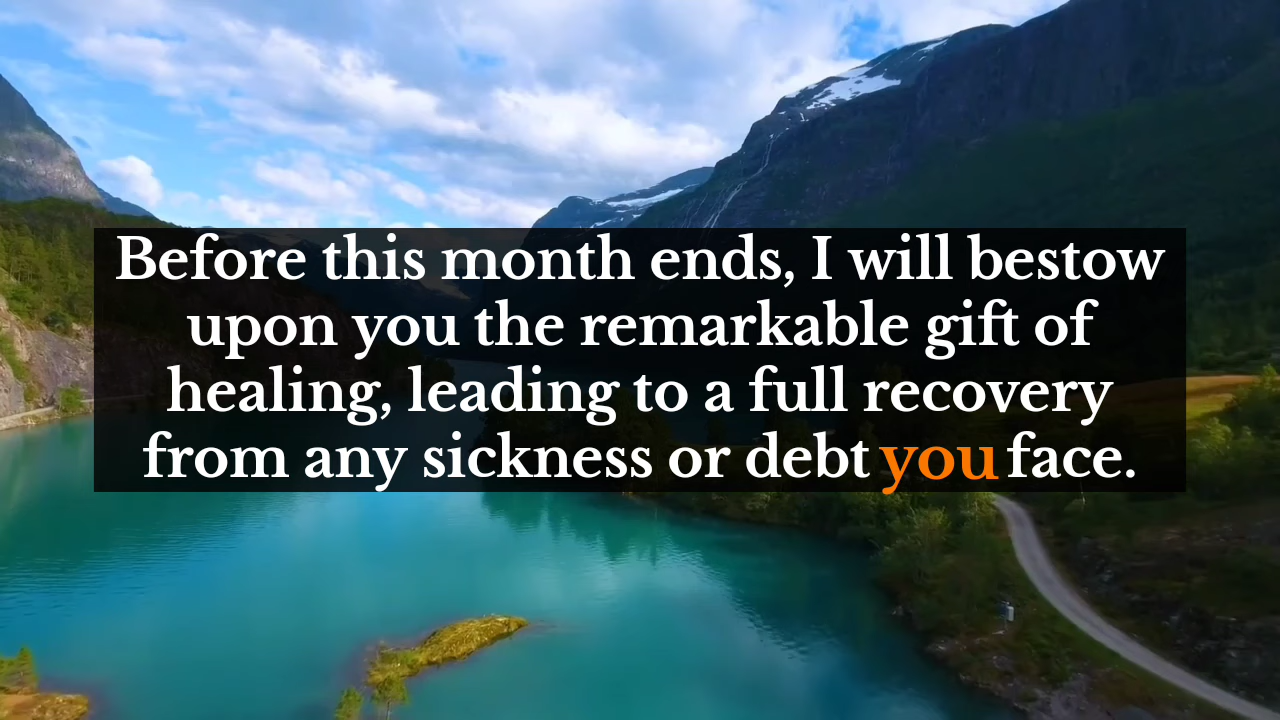 Before this month ends, I will bestow
upon you the remarkable gift of
healing, leading to a full recovery
from any sickness or debt you face.